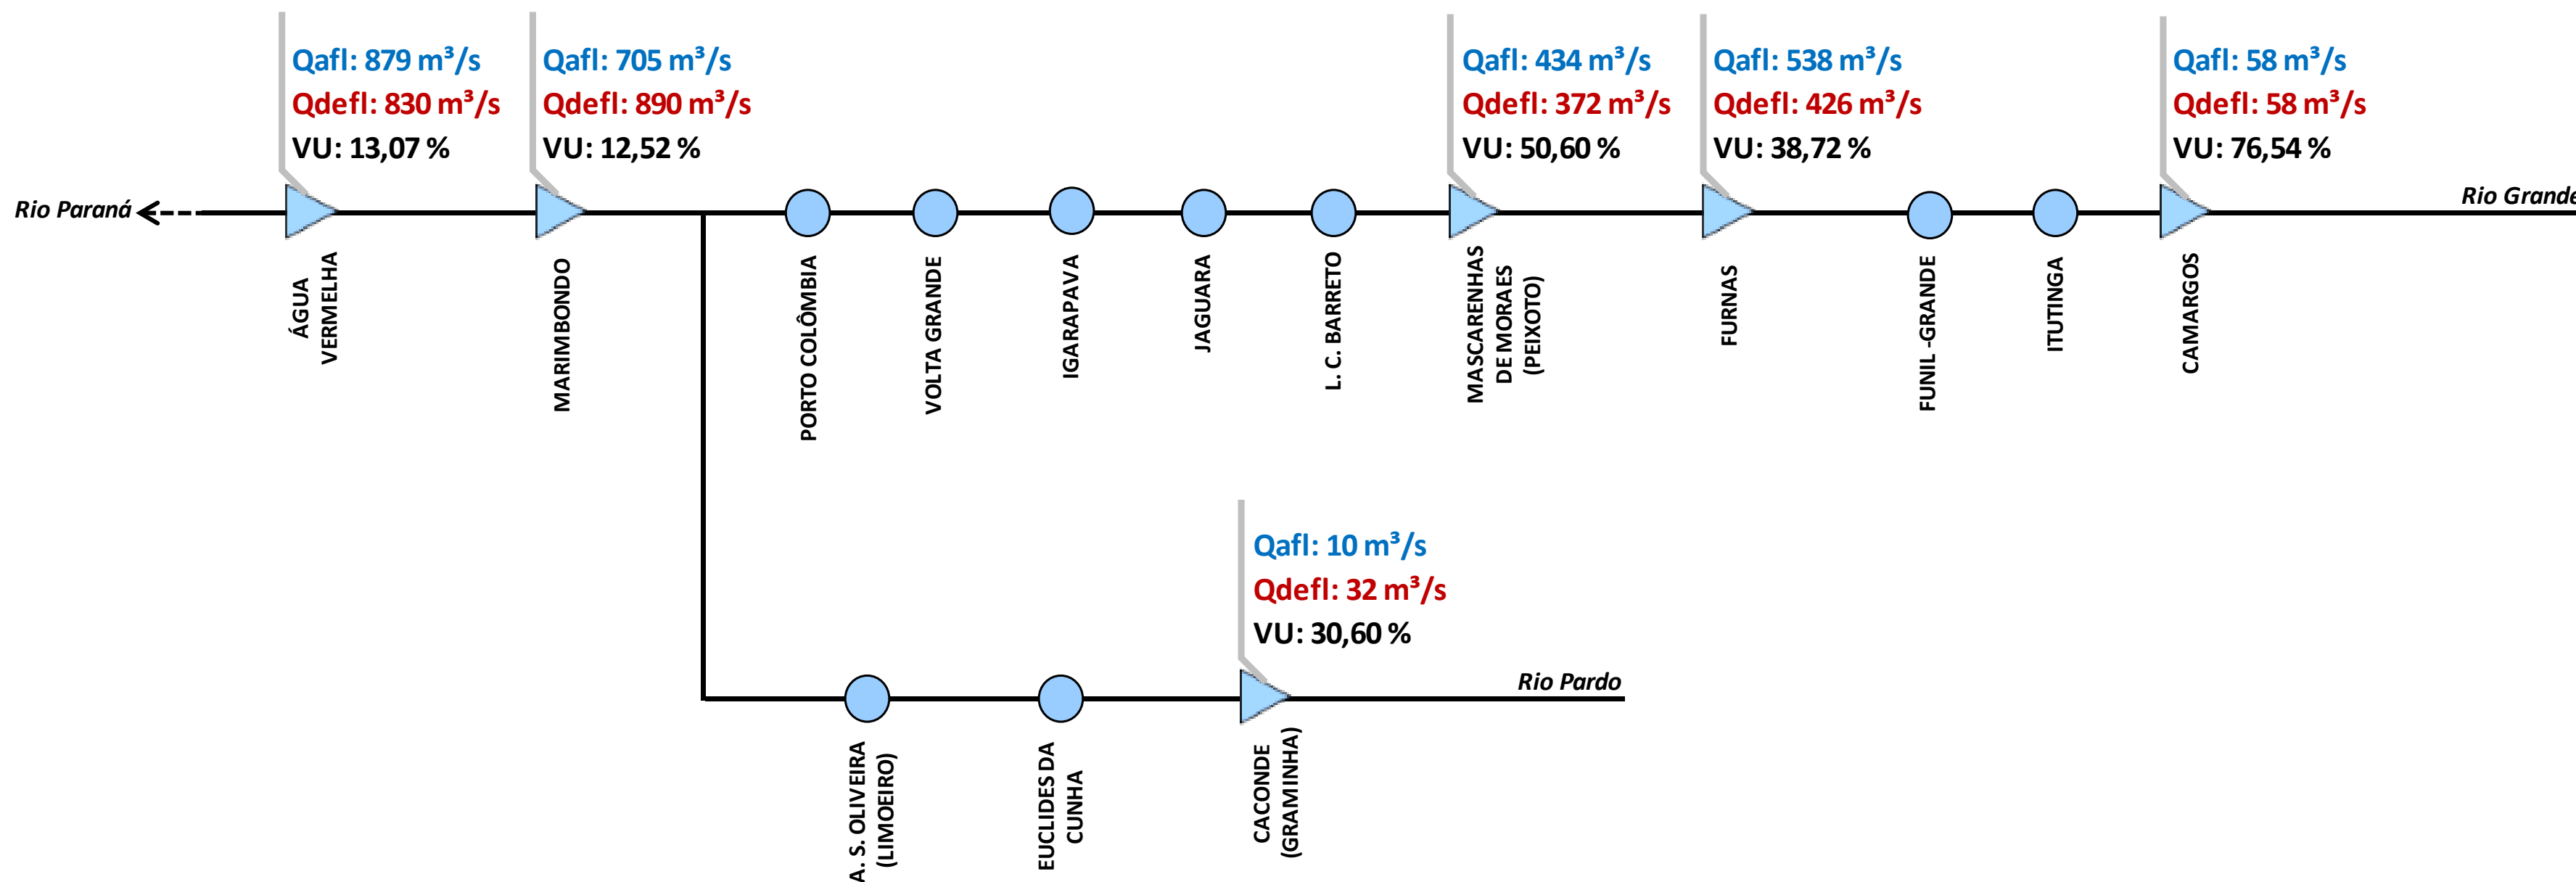 Qafl: 879 m³/s
Qdefl: 830 m³/s
VU: 13,07 %
Qafl: 705 m³/s
Qdefl: 890 m³/s
VU: 12,52 %
Qafl: 434 m³/s
Qdefl: 372 m³/s
VU: 50,60 %
Qafl: 538 m³/s
Qdefl: 426 m³/s
VU: 38,72 %
Qafl: 58 m³/s
Qdefl: 58 m³/s
VU: 76,54 %
Rio Paraná
Rio Grande
ÁGUA
VERMELHA
MARIMBONDO
PORTO COLÔMBIA
VOLTA GRANDE
IGARAPAVA
JAGUARA
L. C. BARRETO
MASCARENHAS
DE MORAES
(PEIXOTO)
FURNAS
FUNIL -GRANDE
ITUTINGA
CAMARGOS
Qafl: 10 m³/s
Qdefl: 32 m³/s
VU: 30,60 %
Rio Pardo
A. S. OLIVEIRA
(LIMOEIRO)
EUCLIDES DA
CUNHA
CACONDE
(GRAMINHA)